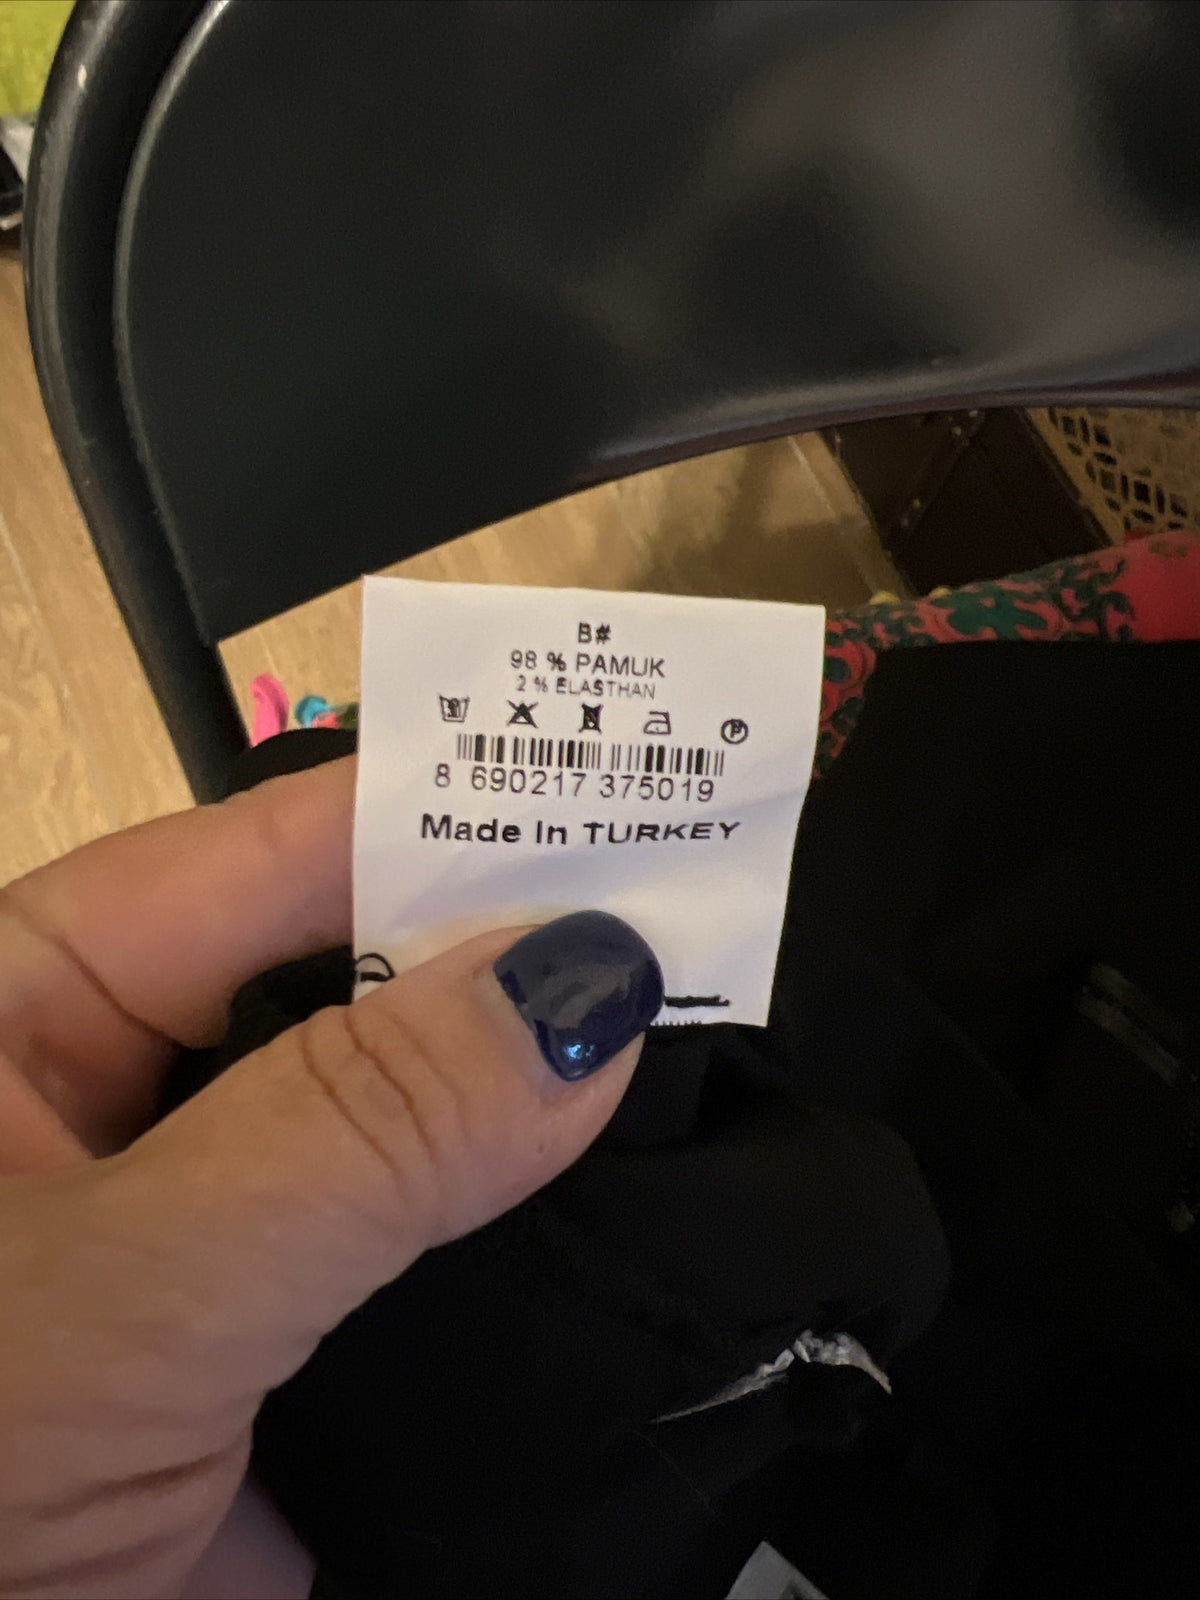 B#
98 % PAMUK
2 % ELASTHAN
P
8 690217 375019
Made In TURKEY